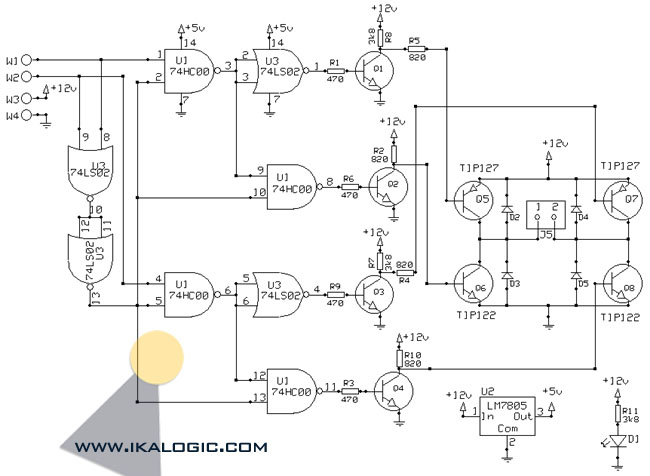 +12v
+5v
+5v
R8
3k8
R5
820
14
14
W1
1
U1
3
2
U3
1
R1
Q1
W2
2
74HC00
3
74LS02
470
W3
+12v
7
7
W4
+12v
9
8
R2
820
+12v
U3
74LS02
9
U1
8
R6
Q2
TIP127
TIP127
10
74HC00
470
10
Q5
1
2
Q7
12
11
D2
J5
D4
74LS02
U3
+12v
R7
3k8
820
R4
13
4
U1
6
5
U3
4
R9
Q3
Q6
D3
D5
Q8
5
74HC00
6
74LS02
470
TIP122
TIP122
+12v
R10
820
12
U1
11
R3
Q4
13
74HC00
470
+12v
U2
+5v
+12v
1
LM7805
In
Out
3
R11
3k8
Com
2
D1
WWW.IKALOGIC.COM